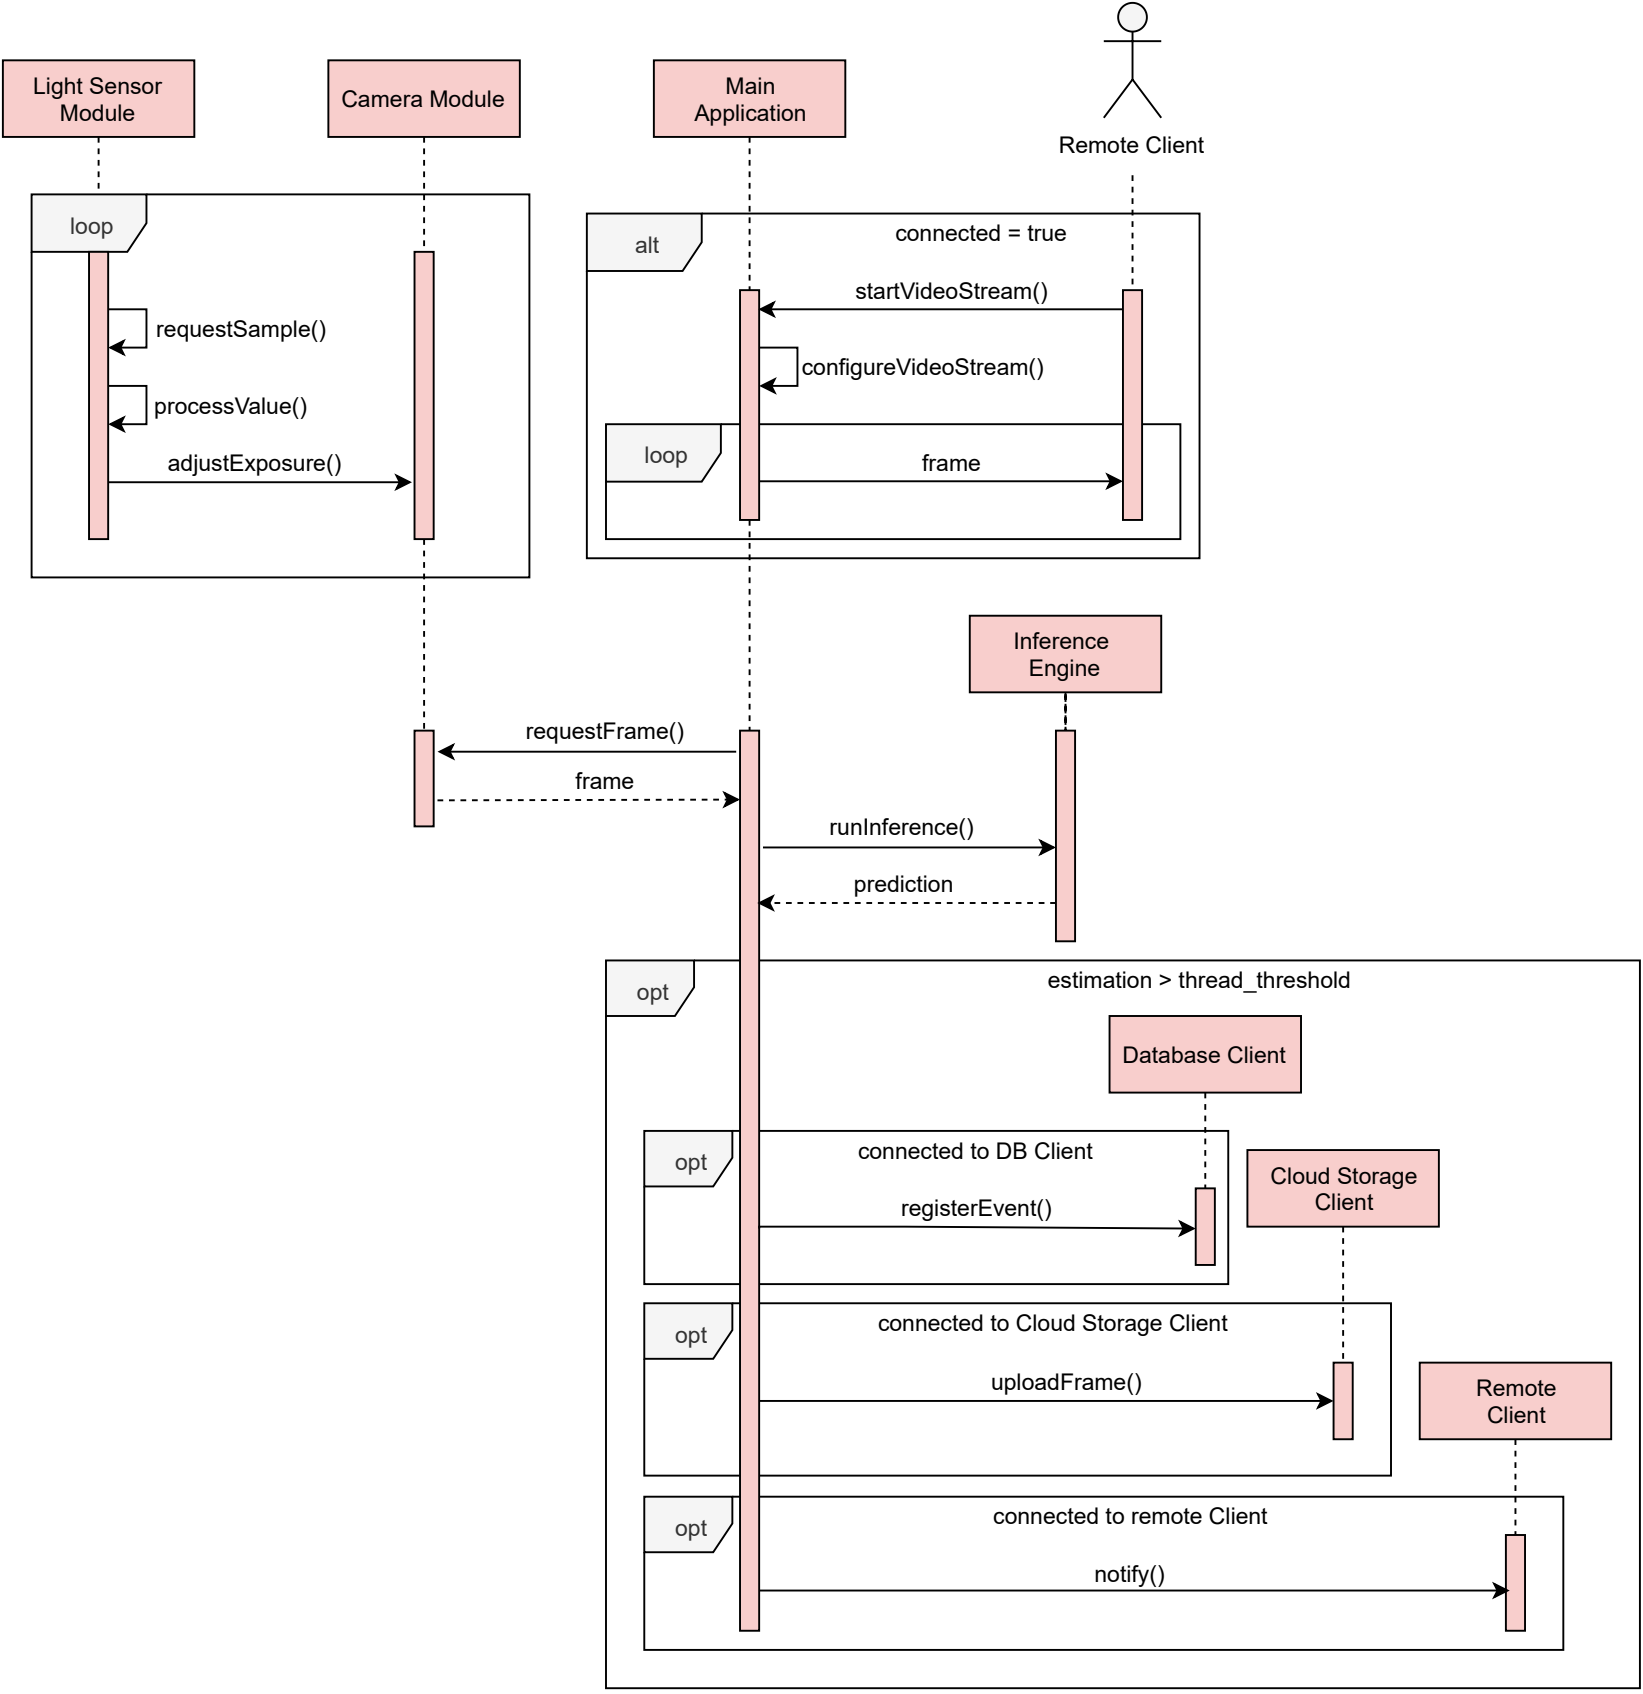 Light Sensor
Module
Camera Module
Main
Application
Remote Client
loop
alt
connected = true
startVideoStream()
requestSample()
configureVideoStream()
processValue()
adjustExposure()
loop
frame
Inference
Engine
requestFrame()
frame
runInference()
prediction
opt
estimation > thread_threshold
Database Client
opt
connected to DB Client
Cloud Storage
Client
registerEvent()
opt
connected to Cloud Storage Client
uploadFrame()
Remote
Client
opt
connected to remote Client
notify()